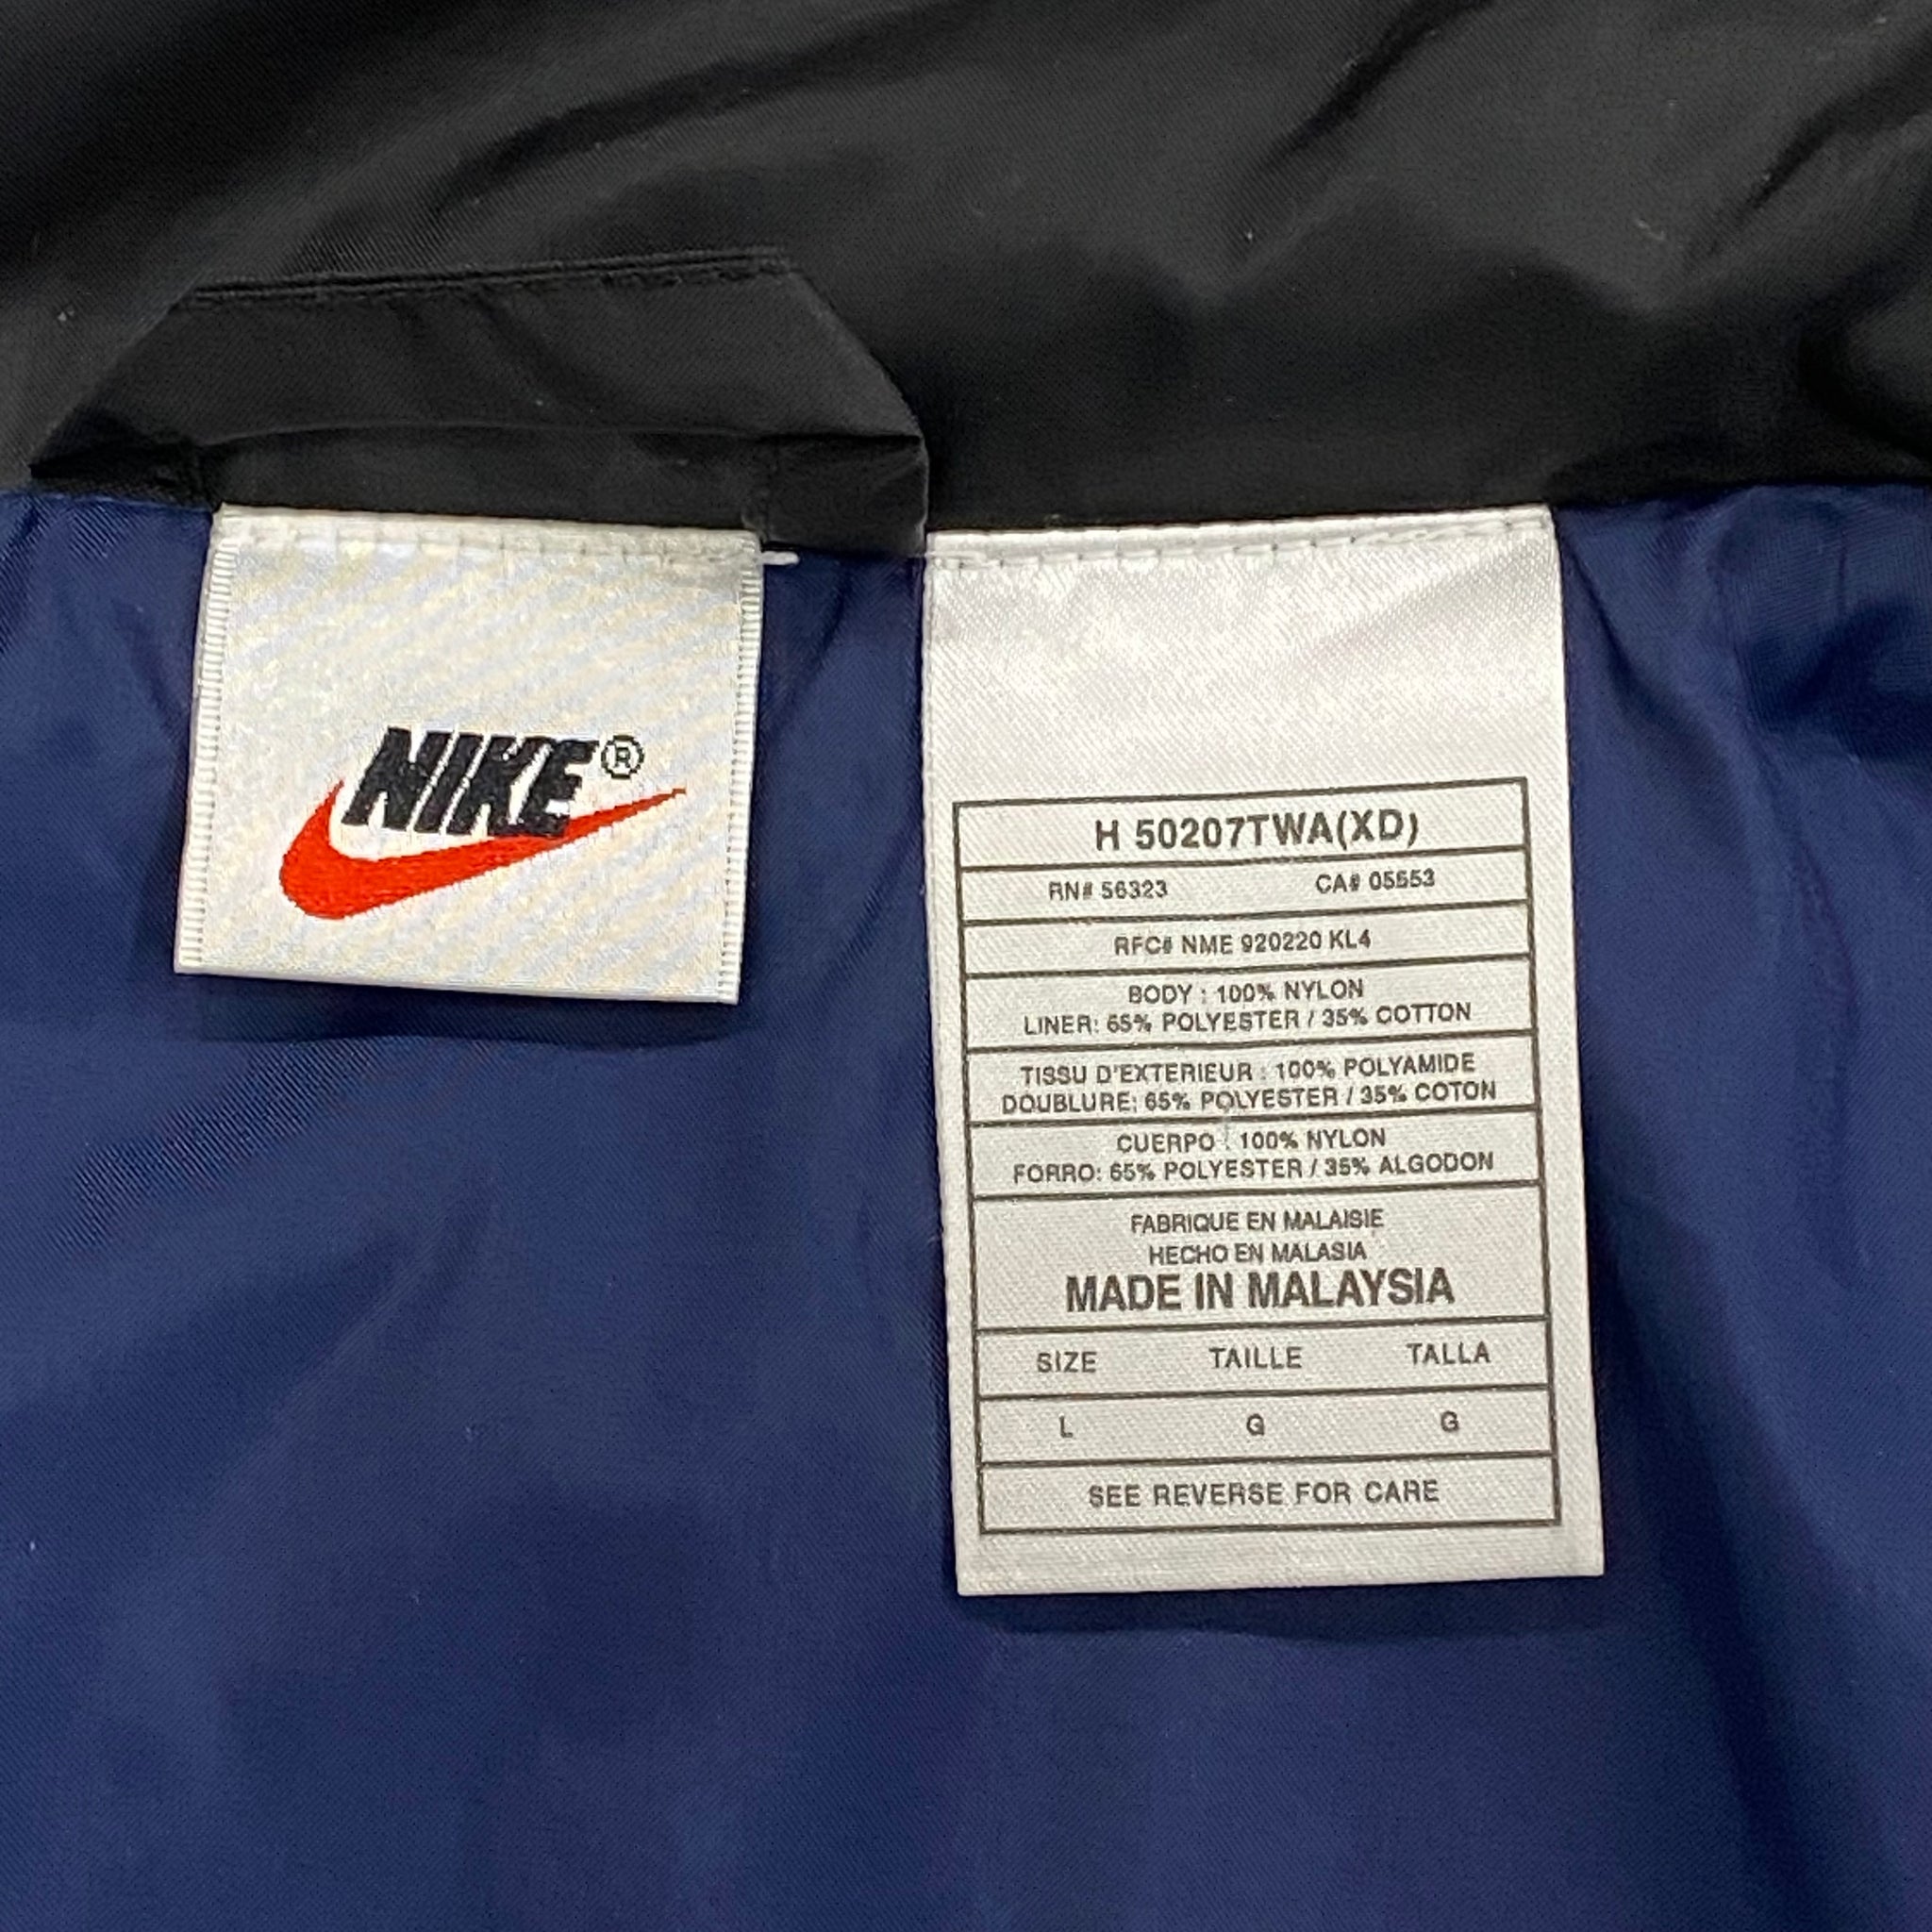 NIKE®
H 50207TWA(XD)
RN# 56323 CA# 05553
RFC# NME 920220 KL4
BODY : 100% NYLON
LINER: 65% POLYESTER / 35% COTTON
TISSU D'EXTERIEUR : 100% POLYAMIDE
DOUBLURE: 65% POLYESTER / 35% COTON
CUERPO : 100% NYLON
FORRO: 65% POLYESTER / 35% ALGODON
FABRIQUE EN MALAISIE
HECHO EN MALASIA
MADE IN MALAYSIA
SIZE TAILLE TALLA
L G G
SEE REVERSE FOR CARE